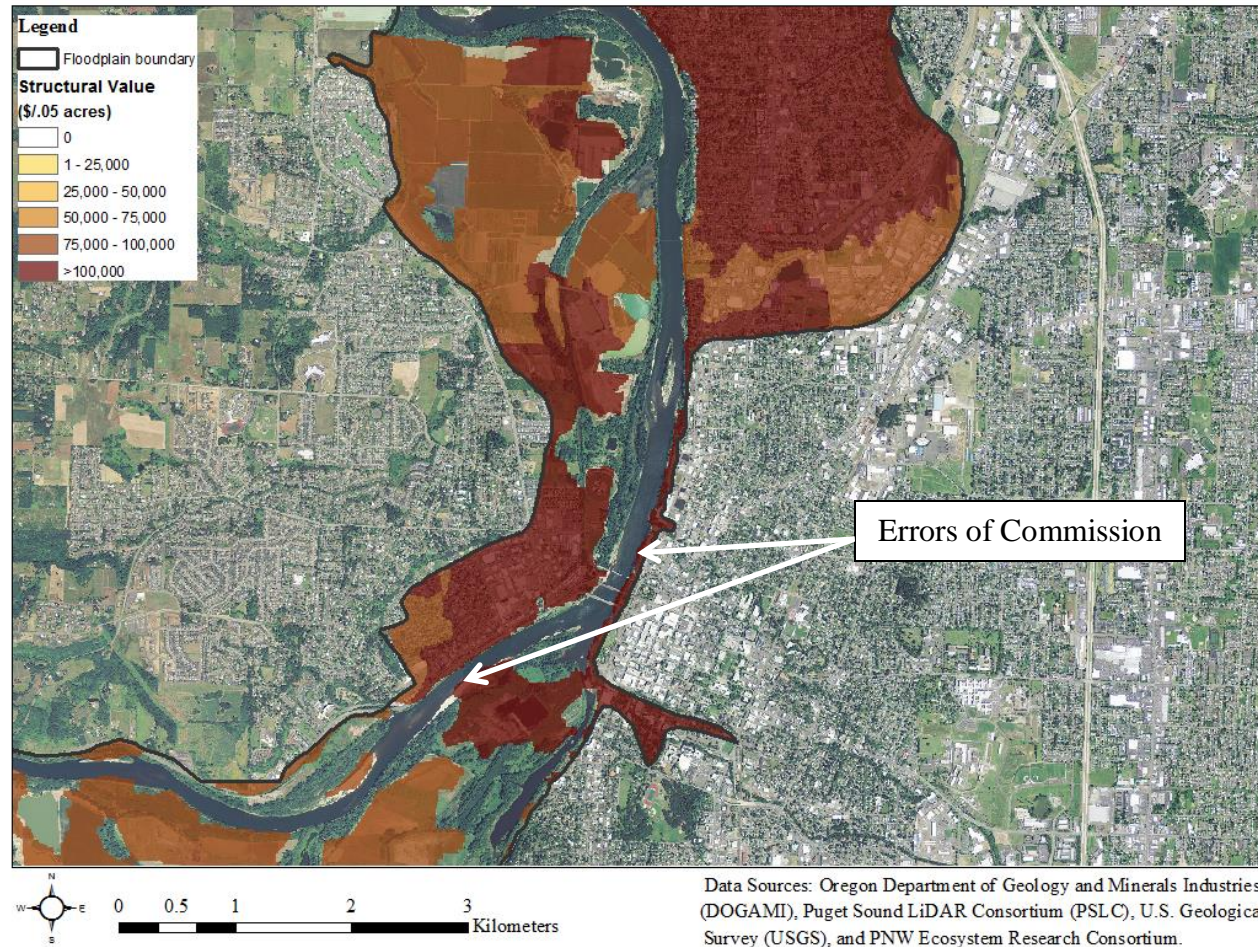 Legend
Floodplain boundary
Structural Value
($/.05 acres)
0
1 - 25,000
25,000 - 50,000
50,000 - 75,000
75,000 - 100,000
>100,000
Errors of Commission
N
W E
S
0 0.5 1 2 3
Kilometers
Data Sources: Oregon Department of Geology and Minerals Industries
(DOGAMI), Puget Sound LiDAR Consortium (PSLC), U.S. Geologica
Survey (USGS), and PNW Ecosystem Research Consortium.